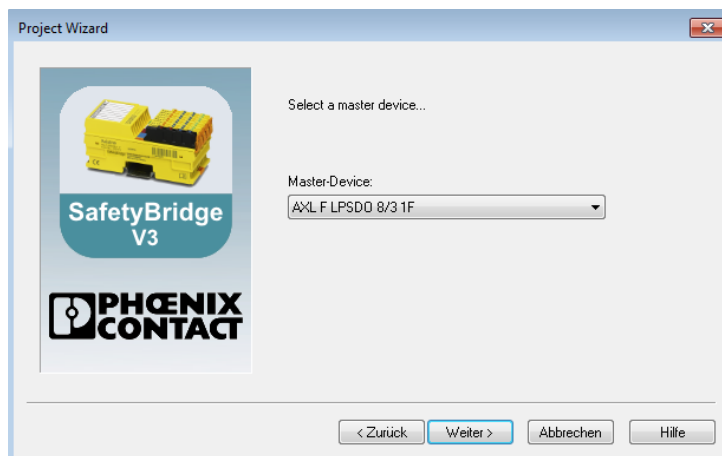 Project Wizard
Select a master device...
Master-Device:
AXL F LPSDO 8/3 1F
SafetyBridge
V3
PHŒNIX
CONTACT
< Zurück
Weiter >
Abbrechen
Hilfe